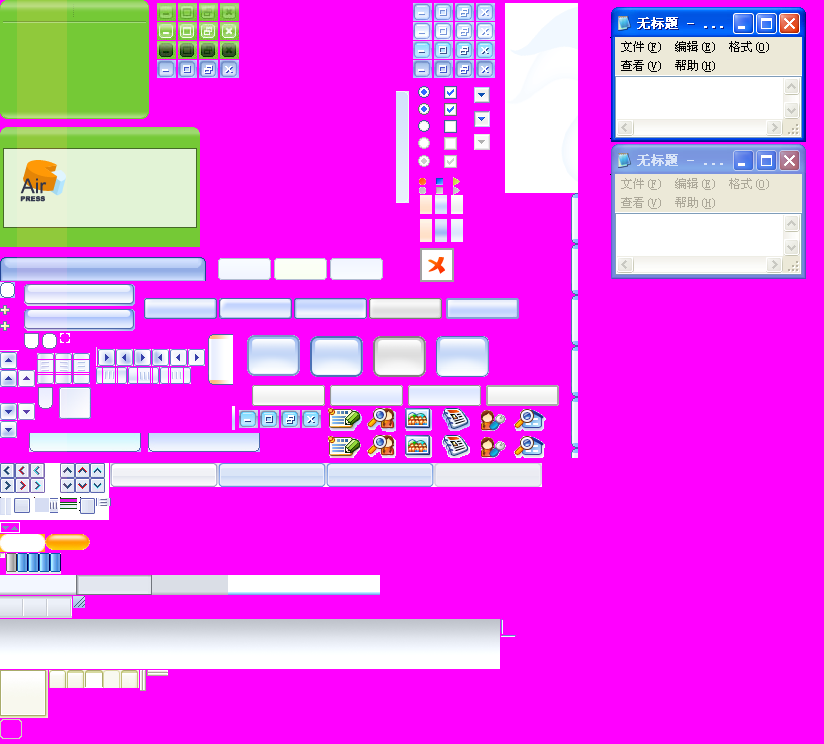 无标题 - ...
文件(F) 编辑(E) 格式(O)
查看(V) 帮助(H)
无标题 - ...
文件(F) 编辑(E) 格式(O)
查看(V) 帮助(H)
Air
PRESS